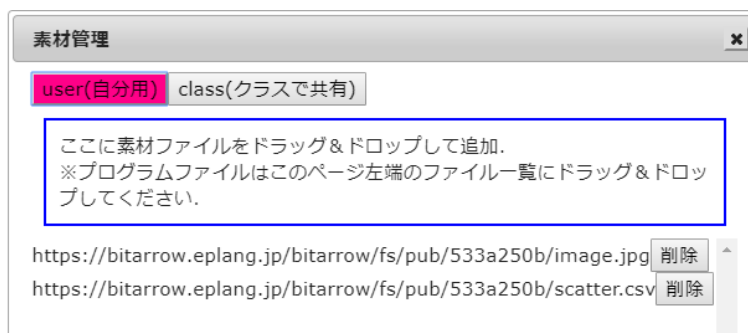 素材管理
user(自分用) class(クラスで共有)
ここに素材ファイルをドラッグ＆ドロップして追加.
※プログラムファイルはこのページ左端のファイル一覧にドラッグ＆ドロッ
プしてください.
https://bitarrow.eplang.jp/bitarrow/fs/pub/533a250b/image.jpg 削除
https://bitarrow.eplang.jp/bitarrow/fs/pub/533a250b/scatter.csv 削除